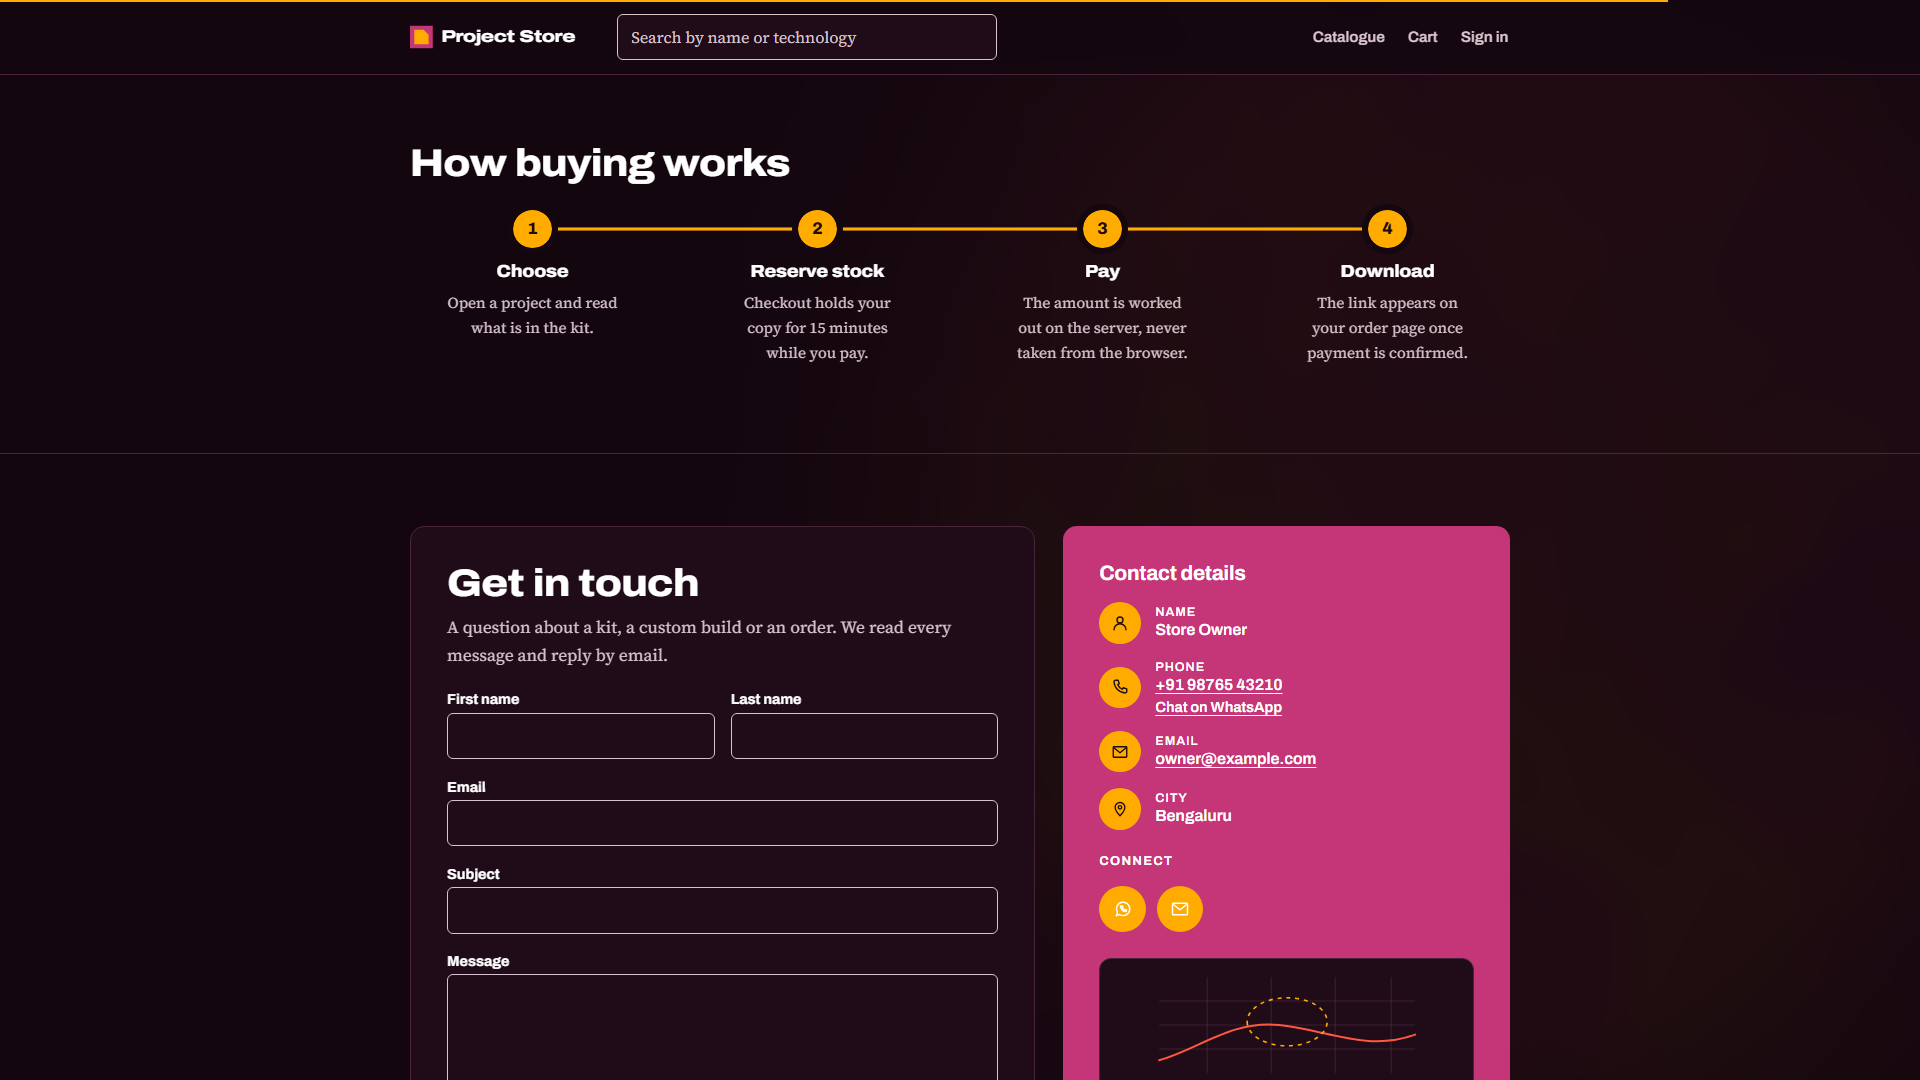 Project Store
Search by name or technology
Catalogue
Cart
Sign in
How buying works
1
2
3
4
Choose
Open a project and read
what is in the kit.
Reserve stock
Checkout holds your
copy for 15 minutes
while you pay.
Pay
The amount is worked
out on the server, never
taken from the browser.
Download
The link appears on
your order page once
payment is confirmed.
Get in touch
A question about a kit, a custom build or an order. We read every
message and reply by email.
First name
Last name
Email
Subject
Message
Contact details
NAME
Store Owner
PHONE
+91 98765 43210
Chat on WhatsApp
EMAIL
owner@example.com
CITY
Bengaluru
CONNECT